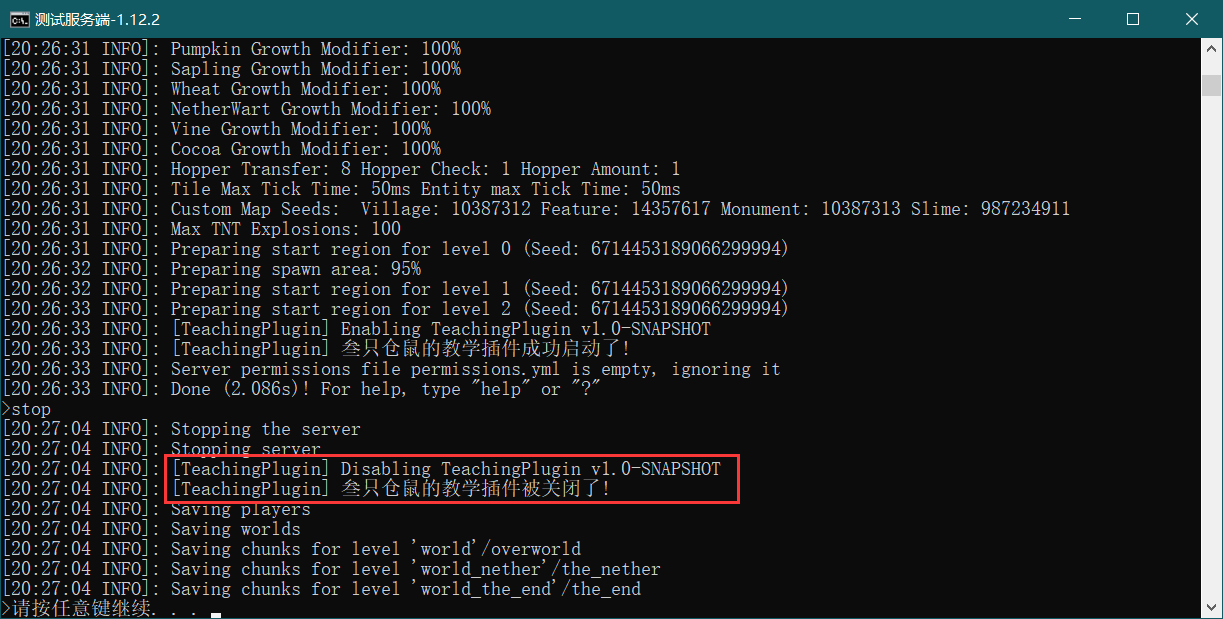 测试服务端-1.12.2
[20:26:31 INFO]: Pumpkin Growth Modifier: 100%
[20:26:31 INFO]: Sapling Growth Modifier: 100%
[20:26:31 INFO]: Wheat Growth Modifier: 100%
[20:26:31 INFO]: NetherWart Growth Modifier: 100%
[20:26:31 INFO]: Vine Growth Modifier: 100%
[20:26:31 INFO]: Cocoa Growth Modifier: 100%
[20:26:31 INFO]: Hopper Transfer: 8 Hopper Check: 1 Hopper Amount: 1
[20:26:31 INFO]: Tile Max Tick Time: 50ms Entity max Tick Time: 50ms
[20:26:31 INFO]: Custom Map Seeds:  Village: 10387312 Feature: 14357617 Monument: 10387313 Slime: 987234911
[20:26:31 INFO]: Max TNT Explosions: 100
[20:26:31 INFO]: Preparing start region for level 0 (Seed: 6714453189066299994)
[20:26:32 INFO]: Preparing spawn area: 95%
[20:26:32 INFO]: Preparing start region for level 1 (Seed: 6714453189066299994)
[20:26:33 INFO]: Preparing start region for level 2 (Seed: 6714453189066299994)
[20:26:33 INFO]: [TeachingPlugin] Enabling TeachingPlugin v1.0-SNAPSHOT
[20:26:33 INFO]: [TeachingPlugin] 叁只仓鼠的教学插件成功启动了!
[20:26:33 INFO]: Server permissions file permissions.yml is empty, ignoring it
[20:26:33 INFO]: Done (2.086s)! For help, type "help" or "?"
>stop
[20:27:04 INFO]: Stopping the server
[20:27:04 INFO]: Stopping server
[20:27:04 INFO]: [TeachingPlugin] Disabling TeachingPlugin v1.0-SNAPSHOT
[20:27:04 INFO]: [TeachingPlugin] 叁只仓鼠的教学插件被关闭了!
[20:27:04 INFO]: Saving players
[20:27:04 INFO]: Saving worlds
[20:27:04 INFO]: Saving chunks for level 'world'/overworld
[20:27:04 INFO]: Saving chunks for level 'world_nether'/the_nether
[20:27:04 INFO]: Saving chunks for level 'world_the_end'/the_end
>请按任意键继续. . .